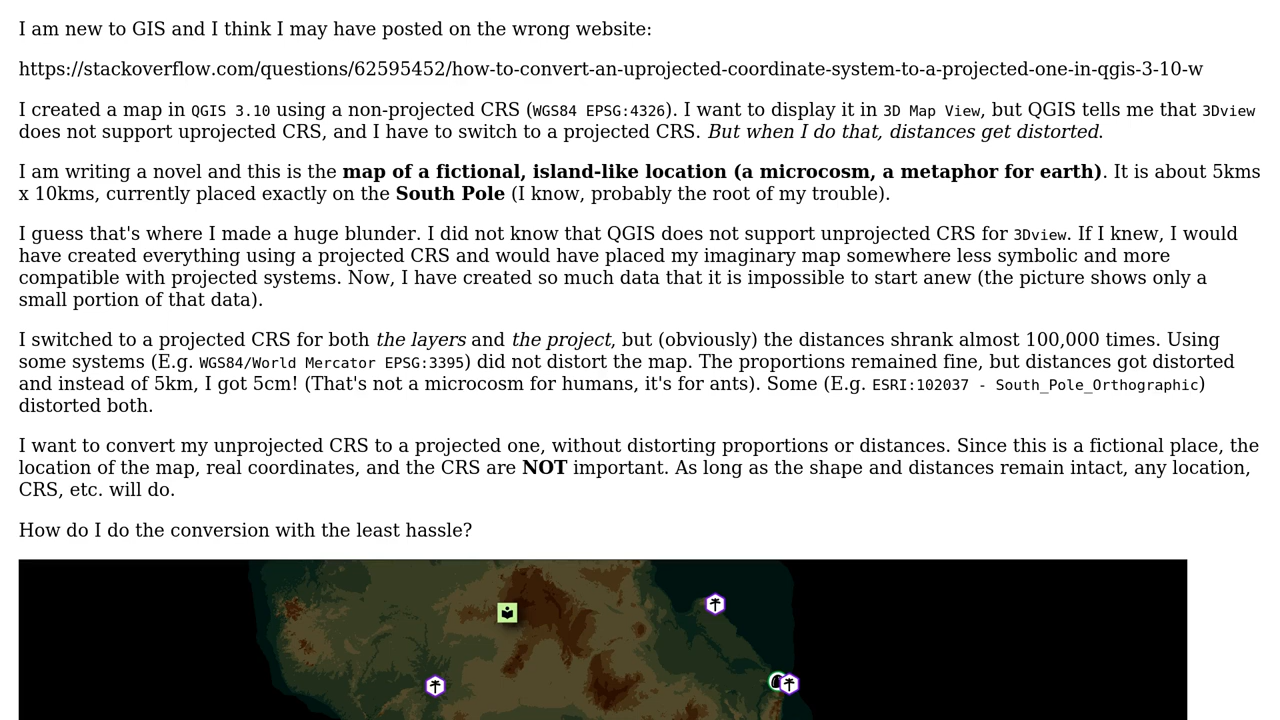 I am new to GIS and I think I may have posted on the wrong website:
https://stackoverflow.com/questions/62595452/how-to-convert-an-uprojected-coordinate-system-to-a-projected-one-in-qgis-3-10-w
I created a map in QGIS 3.10 using a non-projected CRS (WGS84 EPSG:4326). I want to display it in 3D Map View, but QGIS tells me that 3Dview
does not support uprojected CRS, and I have to switch to a projected CRS. But when I do that, distances get distorted.
I am writing a novel and this is the map of a fictional, island-like location (a microcosm, a metaphor for earth). It is about 5kms
x 10kms, currently placed exactly on the South Pole (I know, probably the root of my trouble).
I guess that's where I made a huge blunder. I did not know that QGIS does not support unprojected CRS for 3Dview. If I knew, I would
have created everything using a projected CRS and would have placed my imaginary map somewhere less symbolic and more
compatible with projected systems. Now, I have created so much data that it is impossible to start anew (the picture shows only a
small portion of that data).
I switched to a projected CRS for both the layers and the project, but (obviously) the distances shrank almost 100,000 times. Using
some systems (E.g. WGS84/World Mercator EPSG:3395) did not distort the map. The proportions remained fine, but distances got distorted
and instead of 5km, I got 5cm! (That's not a microcosm for humans, it's for ants). Some (E.g. ESRI:102037 - South_Pole_Orthographic)
distorted both.
I want to convert my unprojected CRS to a projected one, without distorting proportions or distances. Since this is a fictional place, the
location of the map, real coordinates, and the CRS are NOT important. As long as the shape and distances remain intact, any location,
CRS, etc. will do.
How do I do the conversion with the least hassle?